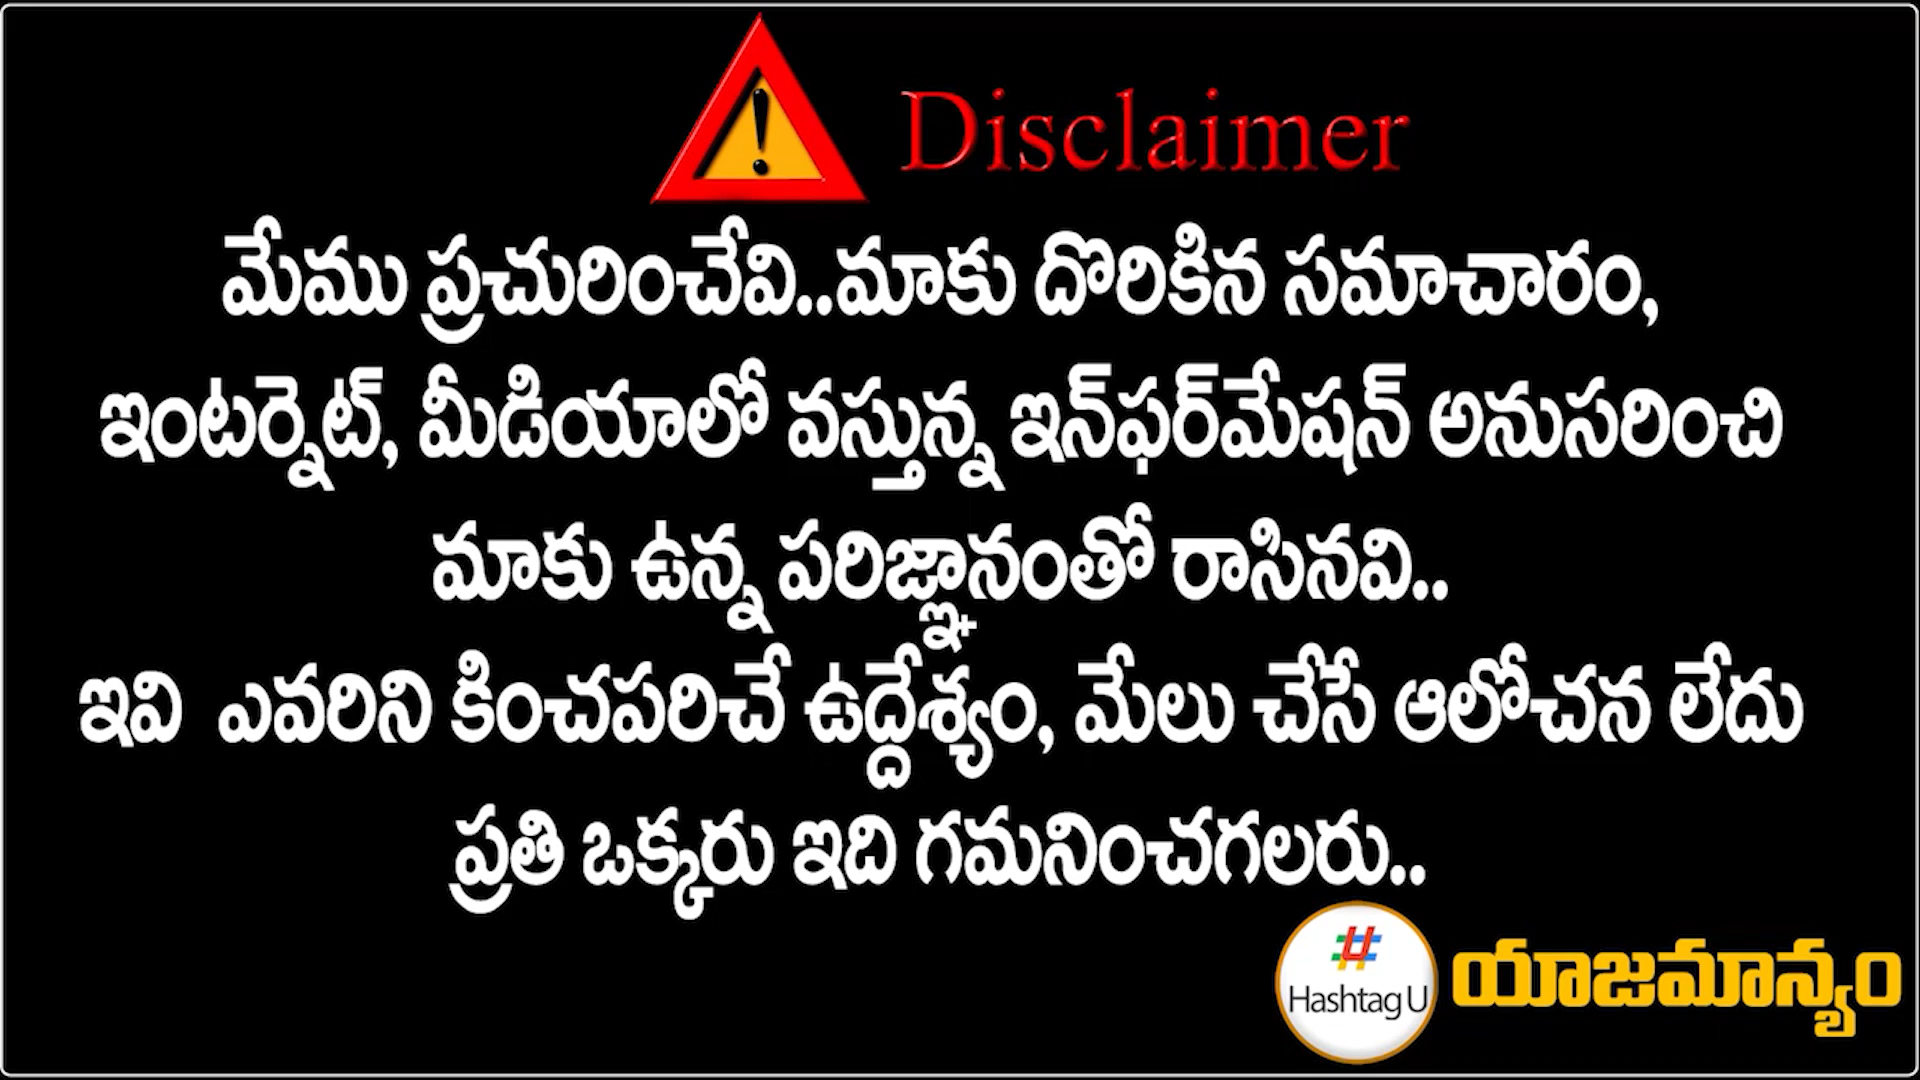 Disclaimer
మేము ప్రచురించేవి..మాకు దొరికిన సమాచారం,
ఇంటర్నెట్, మీడియాలో వస్తున్న ఇన్‌ఫర్‌మేషన్ అనుసరించి
మాకు ఉన్న పరిజ్ఞానంతో రాసినవి..
ఇవి ఎవరిని కించపరిచే ఉద్దేశ్యం, మేలు చేసే ఆలోచన లేదు
ప్రతి ఒక్కరు ఇది గమనించగలరు..
# Hashtag U యాజమాన్యం